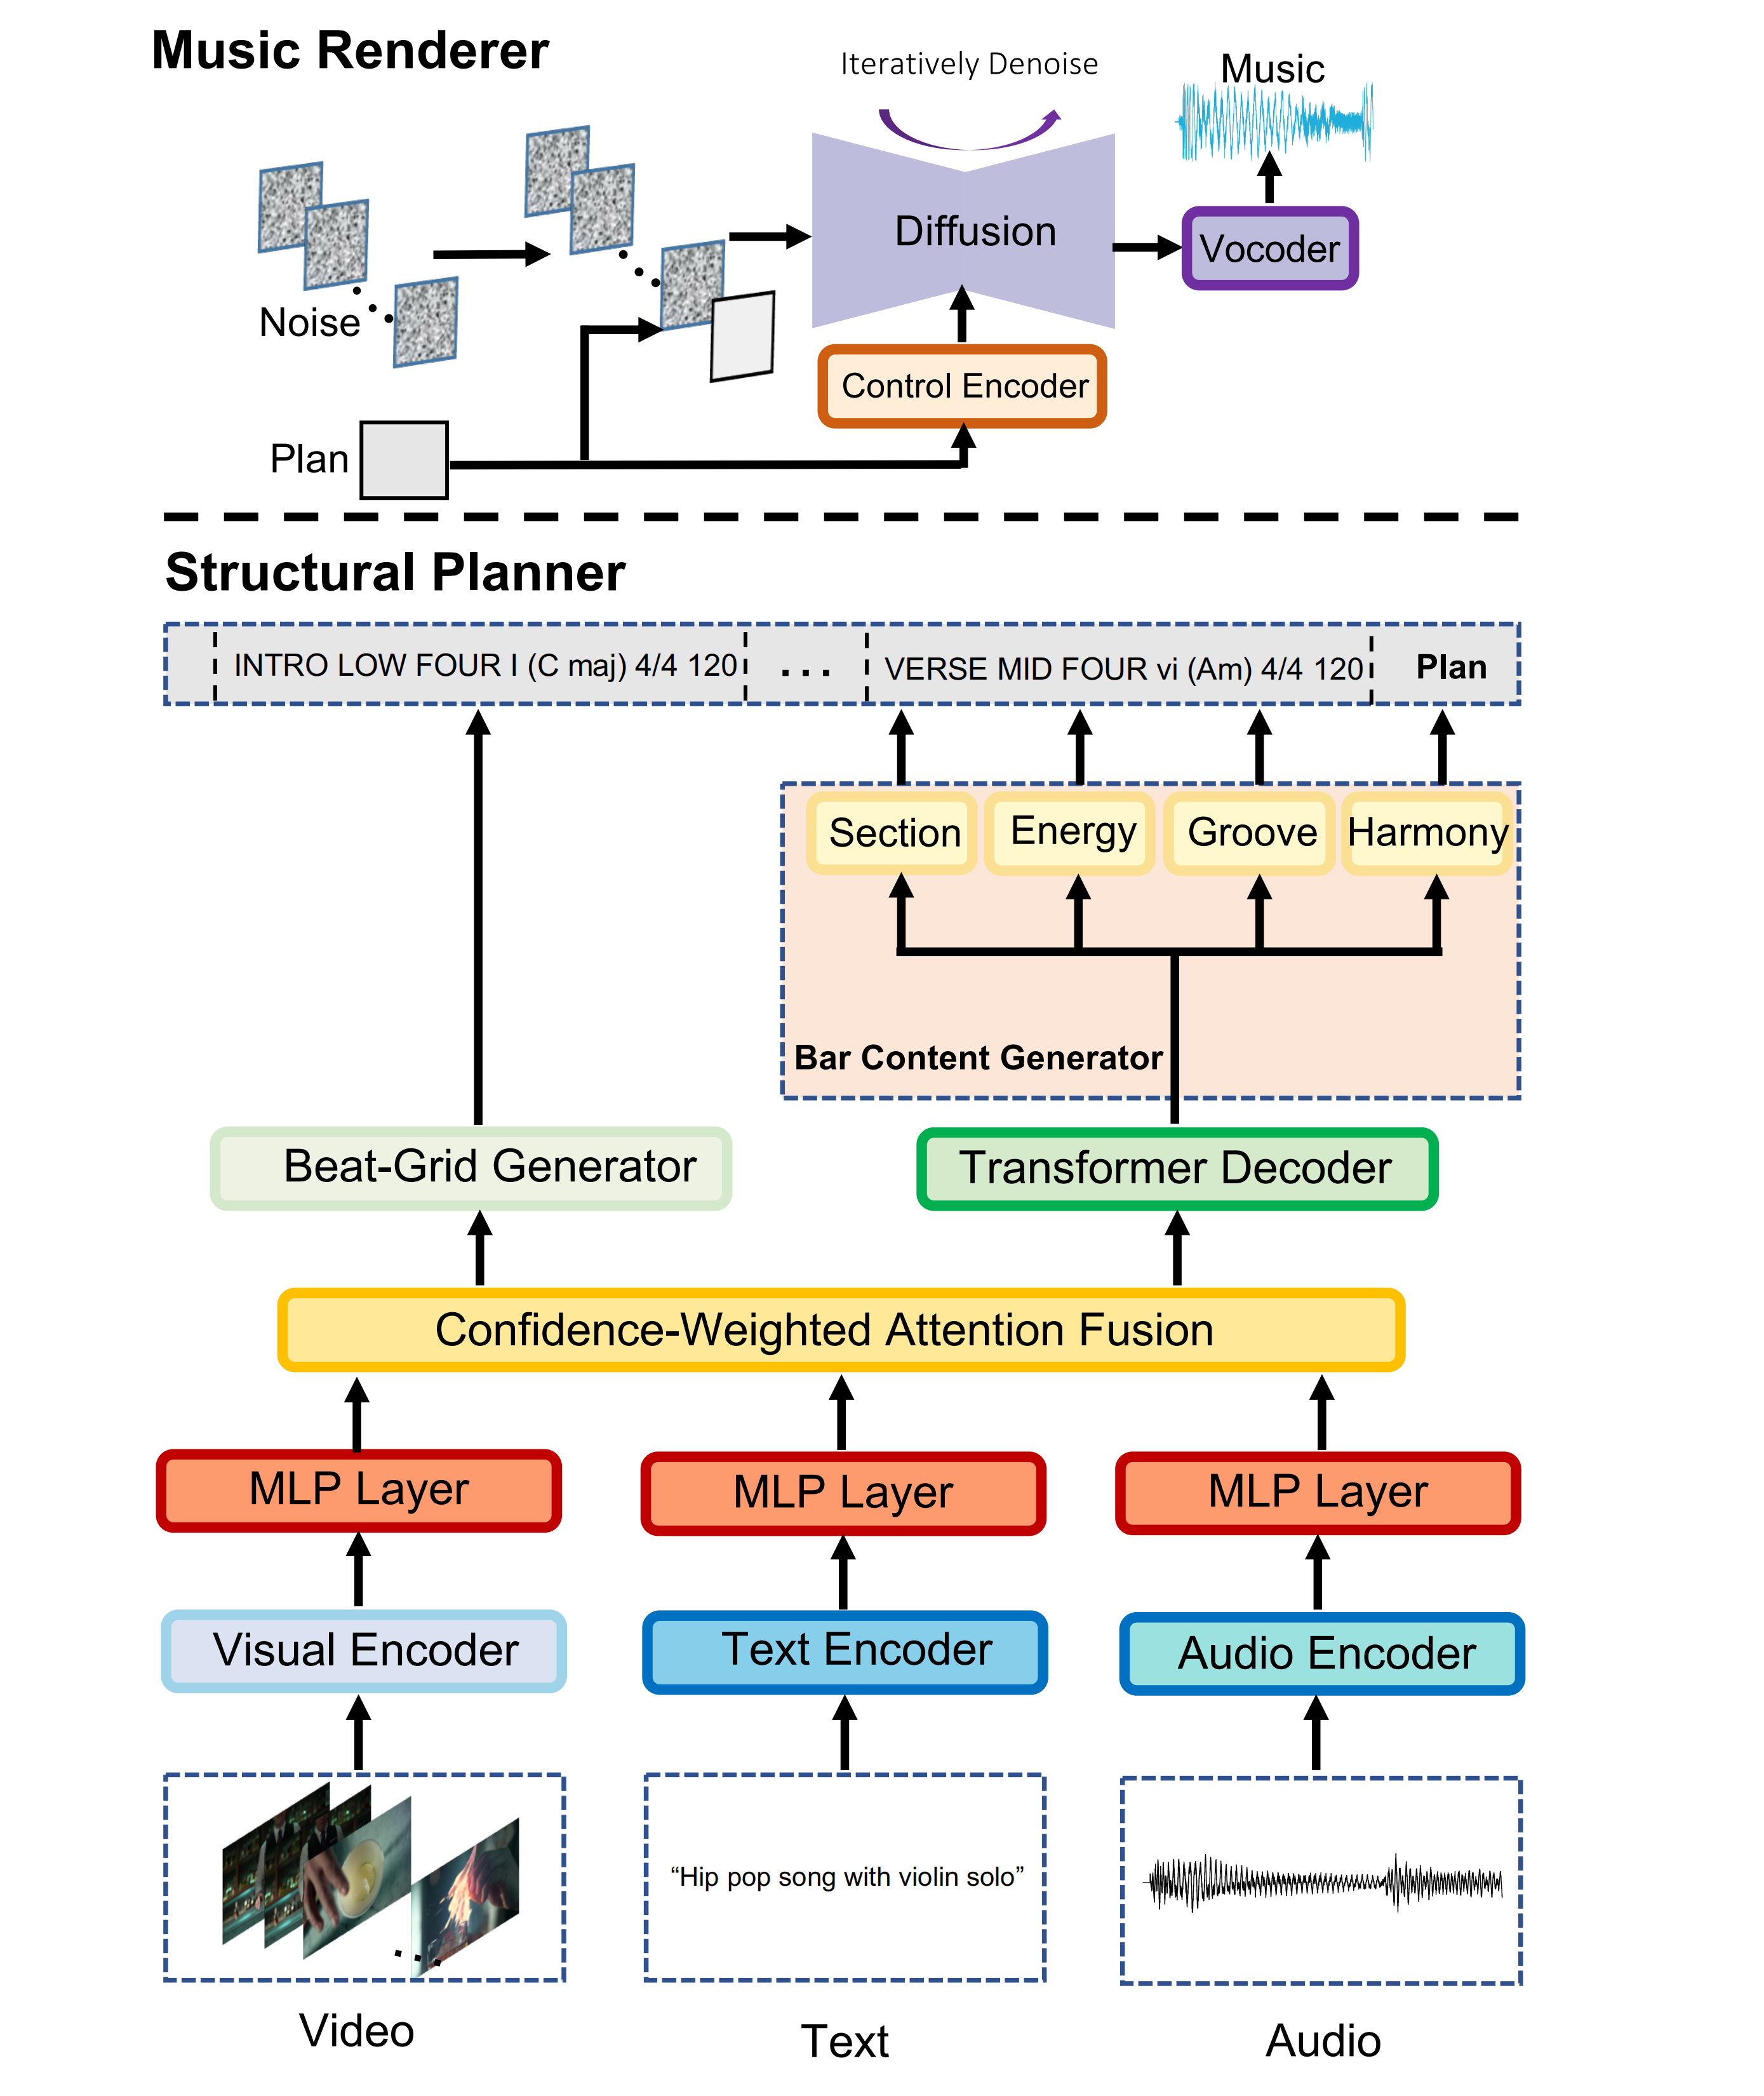 Music Renderer
Iteratively Denoise
Music
Diffusion
Vocoder
Noise
Control Encoder
Plan
Structural Planner
INTRO LOW FOUR I (C maj) 4/4 120
...
VERSE MID FOUR vi (Am) 4/4 120
Plan
Section
Energy
Groove
Harmony
Bar Content Generator
Beat-Grid Generator
Transformer Decoder
Confidence-Weighted Attention Fusion
MLP Layer
MLP Layer
MLP Layer
Visual Encoder
Text Encoder
Audio Encoder
“Hip pop song with violin solo”
Video
Text
Audio